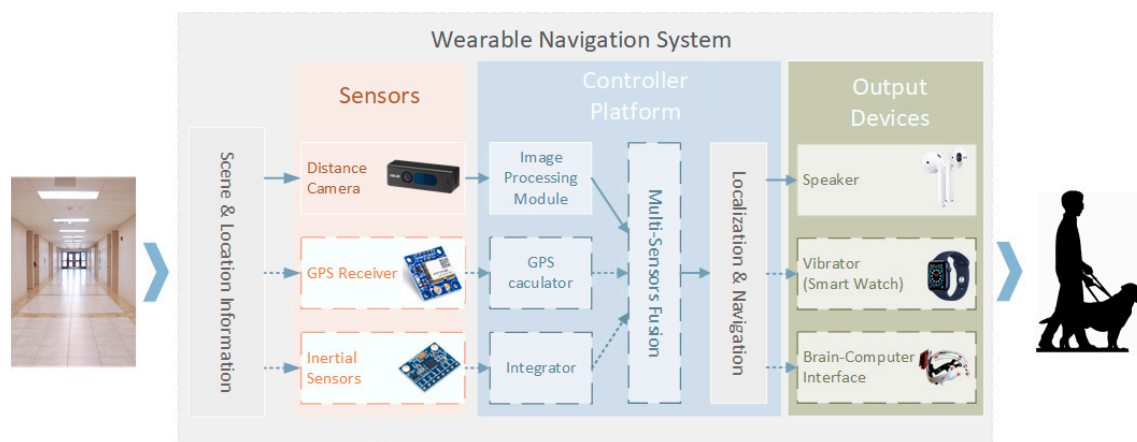 Wearable Navigation System
Scene & Location Information
Sensors
Distance
Camera
GPS Receiver
Inertial
Sensors
Controller
Platform
Image
Processing
Module
GPS
caculator
Integrator
Multi-Sensors Fusion
Localization & Navigation
Output
Devices
Speaker
Vibrator
(Smart Watch)
Brain-Computer
Interface